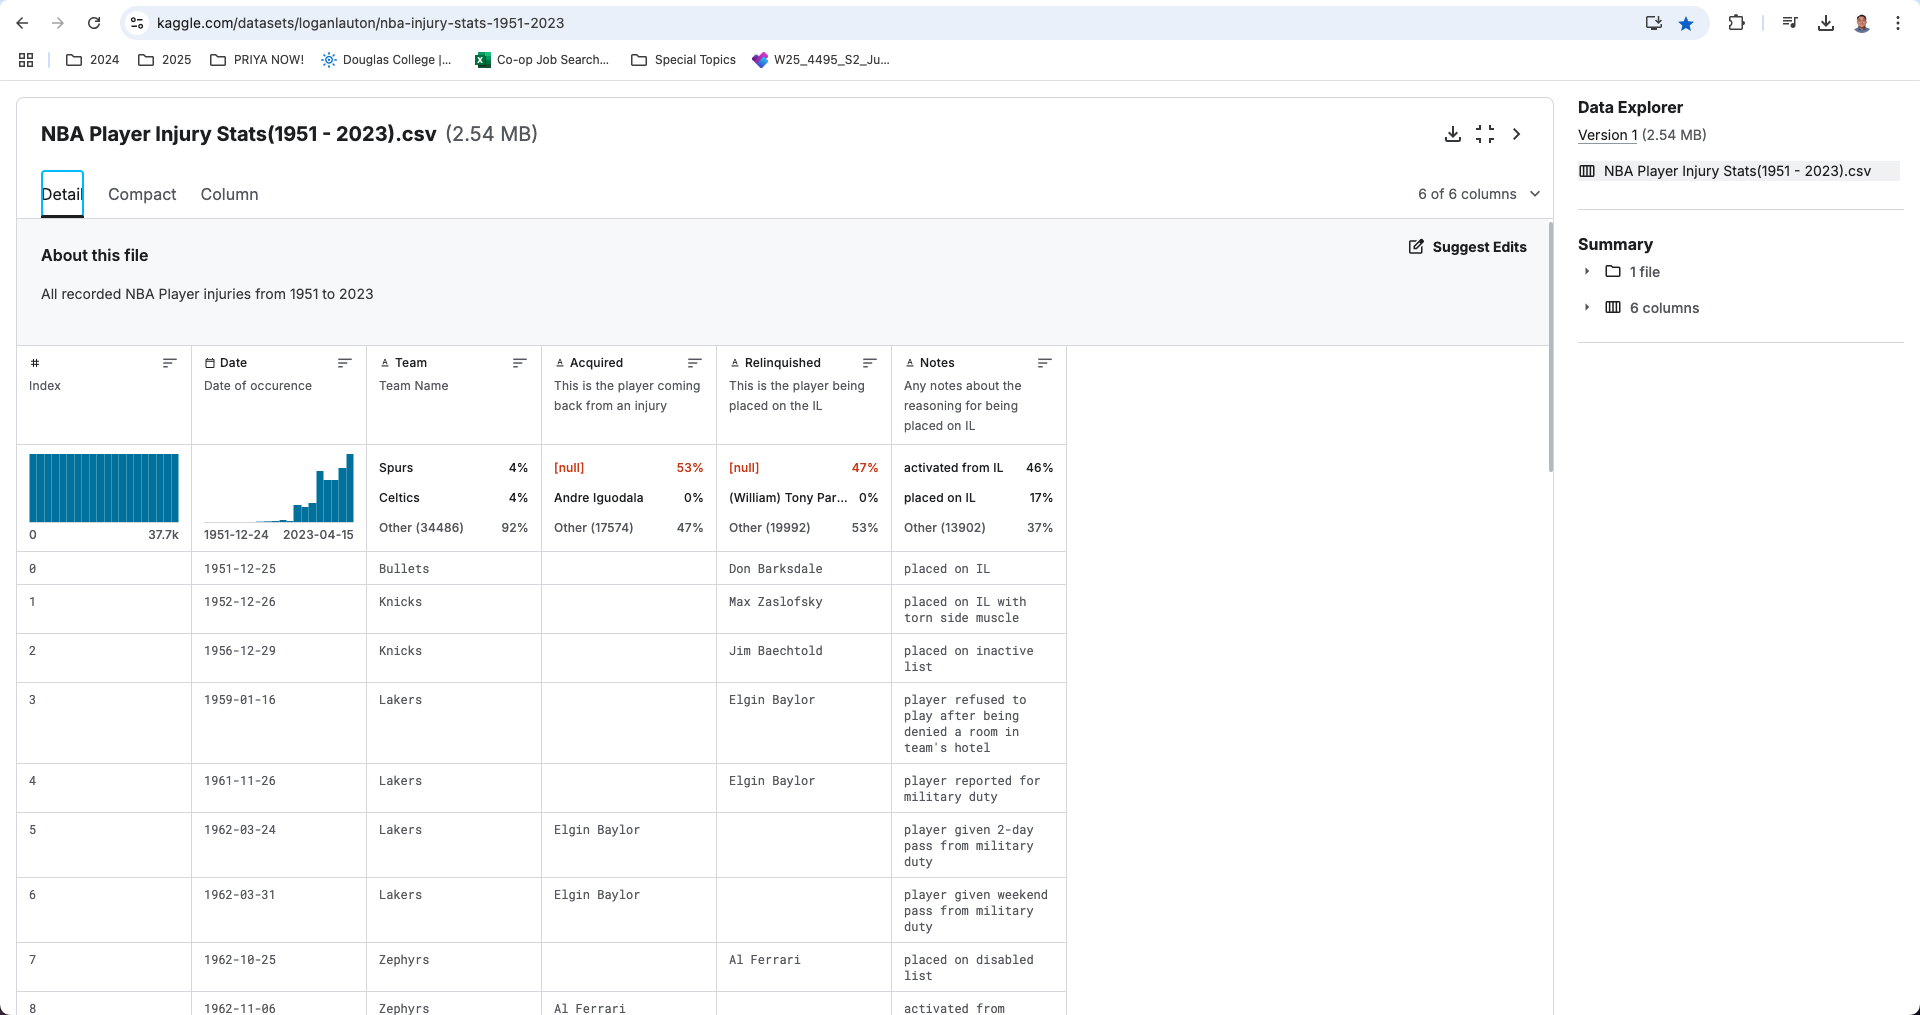 kaggle.com/datasets/loganlauton/nba-injury-stats-1951-2023
2024
2025
PRIYA NOW!
Douglas College |...
Co-op Job Search...
Special Topics
W25_4495_S2_Ju...
NBA Player Injury Stats(1951 - 2023).csv (2.54 MB)
Detail
Compact
Column
6 of 6 columns
About this file
Suggest Edits
All recorded NBA Player injuries from 1951 to 2023
#
Index
Date
Date of occurence
A Team
Team Name
A Acquired
This is the player coming
back from an injury
A Relinquished
This is the player being
placed on the IL
A Notes
Any notes about the
reasoning for being
placed on IL
0 37.7k
1951-12-24 2023-04-15
Spurs 4%
Celtics 4%
Other (34486) 92%
[null] 53%
Andre Iguodala 0%
Other (17574) 47%
[null] 47%
(William) Tony Par... 0%
Other (19992) 53%
activated from IL 46%
placed on IL 17%
Other (13902) 37%
0 1951-12-25 Bullets Don Barksdale placed on IL
1 1952-12-26 Knicks Max Zaslofsky placed on IL with
torn side muscle
2 1956-12-29 Knicks Jim Baechtold placed on inactive
list
3 1959-01-16 Lakers Elgin Baylor player refused to
play after being
denied a room in
team's hotel
4 1961-11-26 Lakers Elgin Baylor player reported for
military duty
5 1962-03-24 Lakers Elgin Baylor player given 2-day
pass from military
duty
6 1962-03-31 Lakers Elgin Baylor player given weekend
pass from military
duty
7 1962-10-25 Zephyrs Al Ferrari placed on disabled
list
8 1962-11-06 Zephyrs Al Ferrari activated from
Data Explorer
Version 1 (2.54 MB)
NBA Player Injury Stats(1951 - 2023).csv
Summary
1 file
6 columns